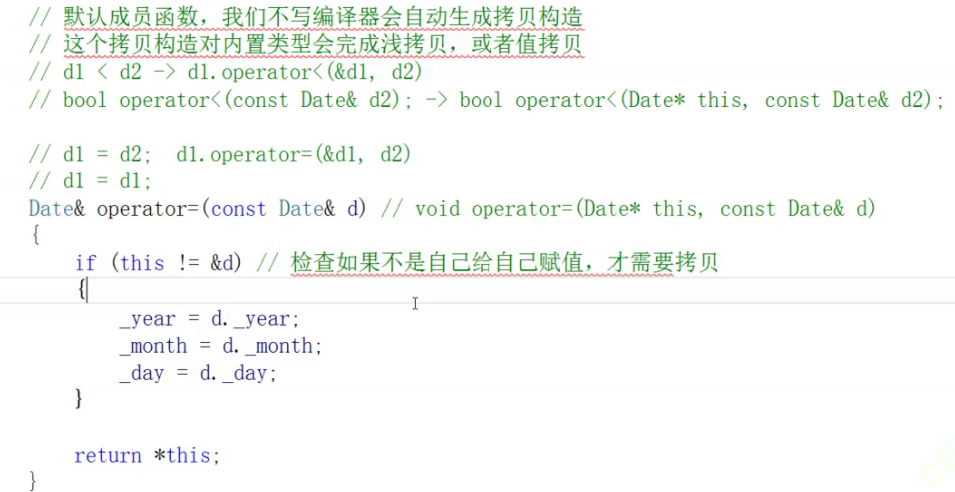 // 默认成员函数，我们不写编译器会自动生成拷贝构造
// 这个拷贝构造对内置类型会完成浅拷贝，或者值拷贝
// d1 < d2 -> d1.operator<(&d1, d2)
// bool operator<(const Date& d2); -> bool operator<(Date* this, const Date& d2);
// d1 = d2;  d1.operator=(&d1, d2)
// d1 = d1;
Date& operator=(const Date& d) // void operator=(Date* this, const Date& d)
{
if (this != &d) // 检查如果不是自己给自己赋值，才需要拷贝
{
_year = d._year;
_month = d._month;
_day = d._day;
}
return *this;
}